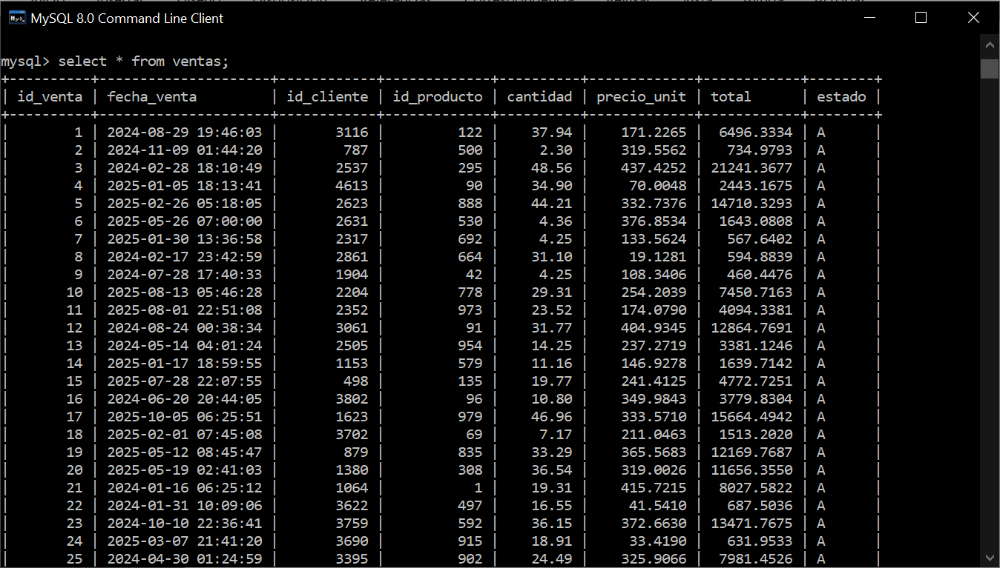 MySQL 8.0 Command Line Client
mysql> select * from ventas;
+----------+---------------------+------------+-------------+----------+-------------+------------+--------+
| id_venta | fecha_venta         | id_cliente | id_producto | cantidad | precio_unit | total      | estado |
+----------+---------------------+------------+-------------+----------+-------------+------------+--------+
|        1 | 2024-08-29 19:46:03 |       3116 |         122 |    37.94 |    171.2265 |  6496.3334 | A      |
|        2 | 2024-11-09 01:44:20 |        787 |         500 |     2.30 |    319.5562 |   734.9793 | A      |
|        3 | 2024-02-28 18:10:49 |       2537 |         295 |    48.56 |    437.4252 | 21241.3677 | A      |
|        4 | 2025-01-05 18:13:41 |       4613 |          90 |    34.90 |     70.0048 |  2443.1675 | A      |
|        5 | 2025-02-26 05:18:05 |       2623 |         888 |    44.21 |    332.7376 | 14710.3293 | A      |
|        6 | 2025-05-26 07:00:00 |       2631 |         530 |     4.36 |    376.8534 |  1643.0808 | A      |
|        7 | 2025-01-30 13:36:58 |       2317 |         692 |     4.25 |    133.5624 |   567.6402 | A      |
|        8 | 2024-02-17 23:42:59 |       2861 |         664 |    31.10 |     19.1281 |   594.8839 | A      |
|        9 | 2024-07-28 17:40:33 |       1904 |          42 |     4.25 |    108.3406 |   460.4476 | A      |
|       10 | 2025-08-13 05:46:28 |       2204 |         778 |    29.31 |    254.2039 |  7450.7163 | A      |
|       11 | 2025-08-01 22:51:08 |       2352 |         973 |    23.52 |    174.0790 |  4094.3381 | A      |
|       12 | 2024-08-24 00:38:34 |       3061 |          91 |    31.77 |    404.9345 | 12864.7691 | A      |
|       13 | 2024-05-14 04:01:24 |       2505 |         954 |    14.25 |    237.2719 |  3381.1246 | A      |
|       14 | 2025-01-17 18:59:55 |       1153 |         579 |    11.16 |    146.9278 |  1639.7142 | A      |
|       15 | 2025-07-28 22:07:55 |        498 |         135 |    19.77 |    241.4125 |  4772.7251 | A      |
|       16 | 2024-06-20 20:44:05 |       3802 |          96 |    10.80 |    349.9843 |  3779.8304 | A      |
|       17 | 2025-10-05 06:25:51 |       1623 |         979 |    46.96 |    333.5710 | 15664.4942 | A      |
|       18 | 2025-02-01 07:45:08 |       3702 |          69 |     7.17 |    211.0463 |  1513.2020 | A      |
|       19 | 2025-05-12 08:45:47 |        879 |         835 |    33.29 |    365.5683 | 12169.7687 | A      |
|       20 | 2025-05-19 02:41:03 |       1380 |         308 |    36.54 |    319.0026 | 11656.3550 | A      |
|       21 | 2024-01-16 06:25:12 |       1064 |           1 |    19.31 |    415.7215 |  8027.5822 | A      |
|       22 | 2024-01-31 10:09:06 |       3622 |         497 |    16.55 |     41.5410 |   687.5036 | A      |
|       23 | 2024-10-10 22:36:41 |       3759 |         592 |    36.15 |    372.6630 | 13471.7675 | A      |
|       24 | 2025-03-07 21:41:20 |       3690 |         915 |    18.91 |     33.4190 |   631.9533 | A      |
|       25 | 2024-04-30 01:24:59 |       3395 |         902 |    24.49 |    325.9066 |  7981.4526 | A      |